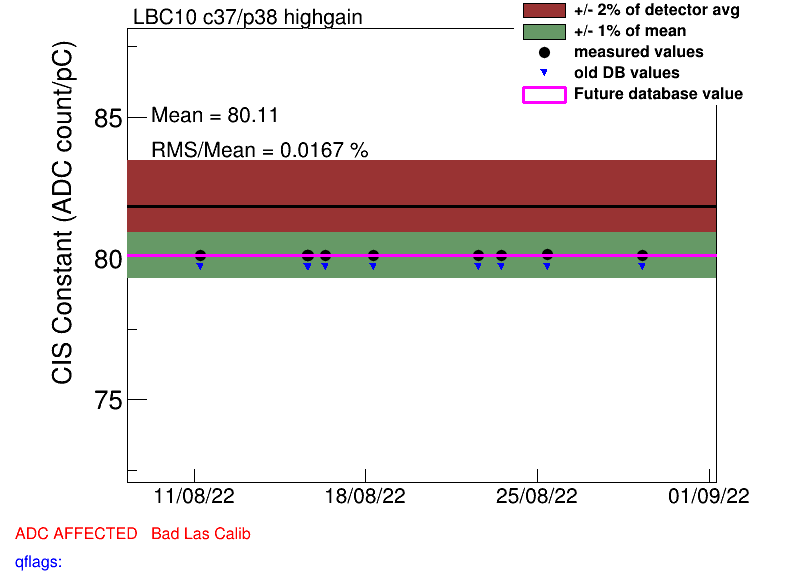 LBC10 c37/p38 highgain
+/- 2% of detector avg
+/- 1% of mean
measured values
old DB values
Future database value
CIS Constant (ADC count/pC)
85
80
75
Mean = 80.11
RMS/Mean = 0.0167 %
11/08/22 18/08/22 25/08/22 01/09/22
ADC AFFECTED Bad Las Calib
qflags: